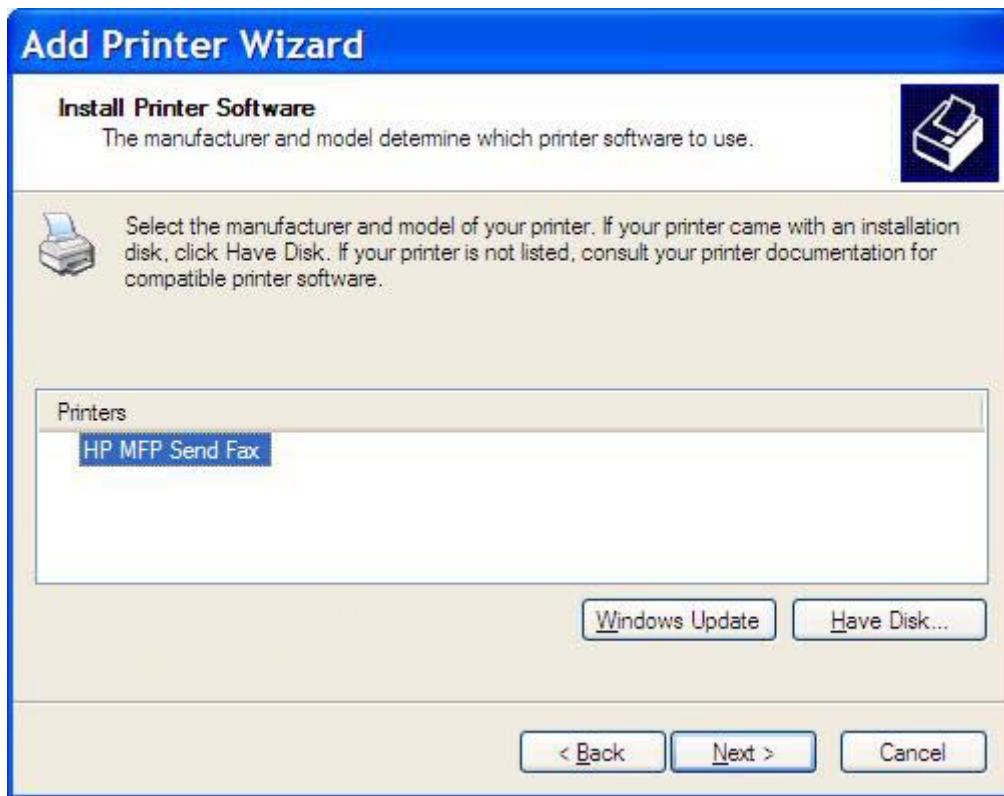 Add Printer Wizard
Install Printer Software
The manufacturer and model determine which printer software to use.
Select the manufacturer and model of your printer. If your printer came with an installation
disk, click Have Disk. If your printer is not listed, consult your printer documentation for
compatible printer software.
Printers
HP MFP Send Fax
Windows Update
Have Disk...
< Back
Next >
Cancel